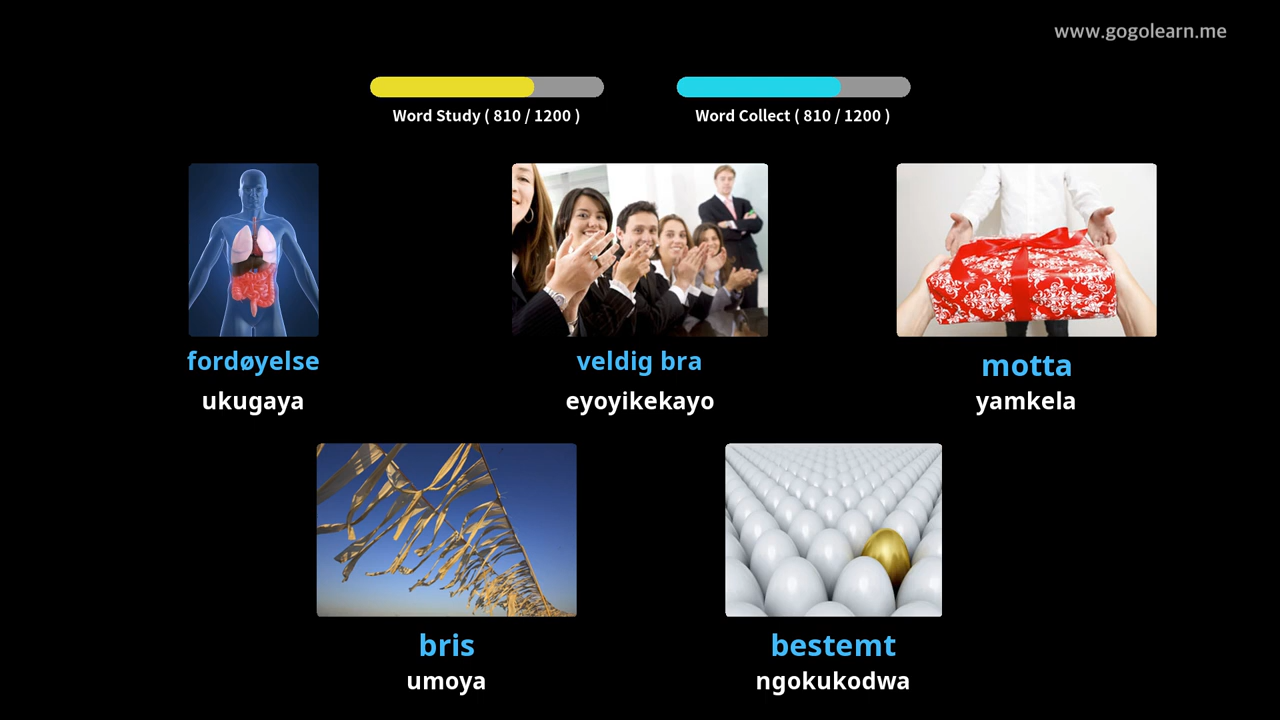 www.gogolearn.me
Word Study ( 810 / 1200 )
Word Collect ( 810 / 1200 )
fordøyelse
veldig bra
motta
ukugaya
eyoyikekayo
yamkela
bris
bestemt
umoya
ngokukodwa